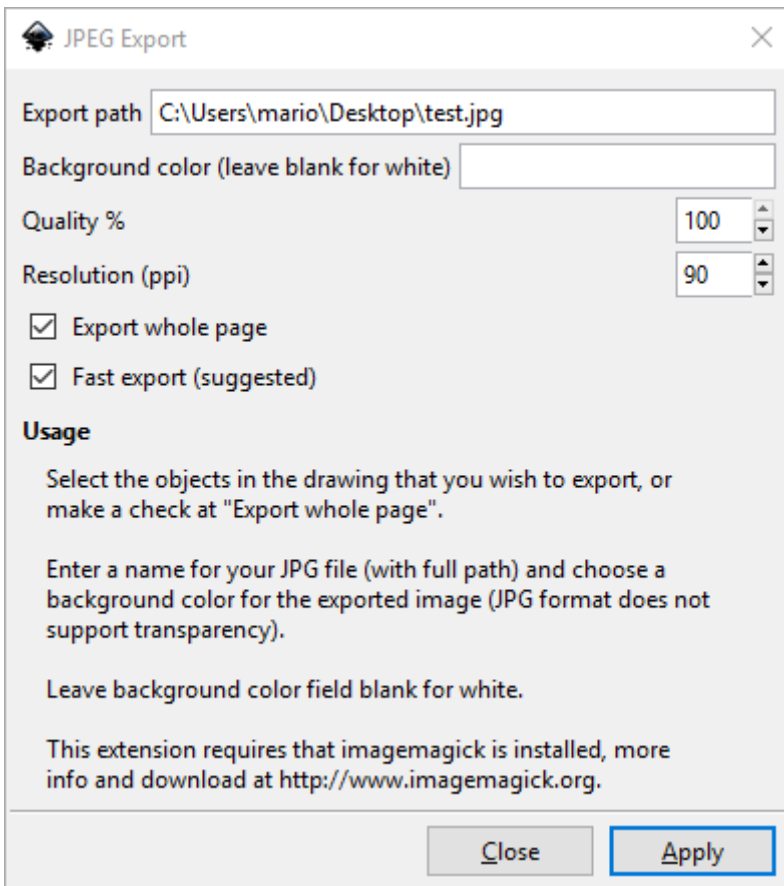 JPEG Export
Export path C:\Users\mario\Desktop\test.jpg
Background color (leave blank for white)
Quality % 100
Resolution (ppi) 90
Export whole page
Fast export (suggested)
Usage
Select the objects in the drawing that you wish to export, or
make a check at "Export whole page".
Enter a name for your JPG file (with full path) and choose a
background color for the exported image (JPG format does not
support transparency).
Leave background color field blank for white.
This extension requires that imagemagick is installed, more
info and download at http://www.imagemagick.org.
Close Apply